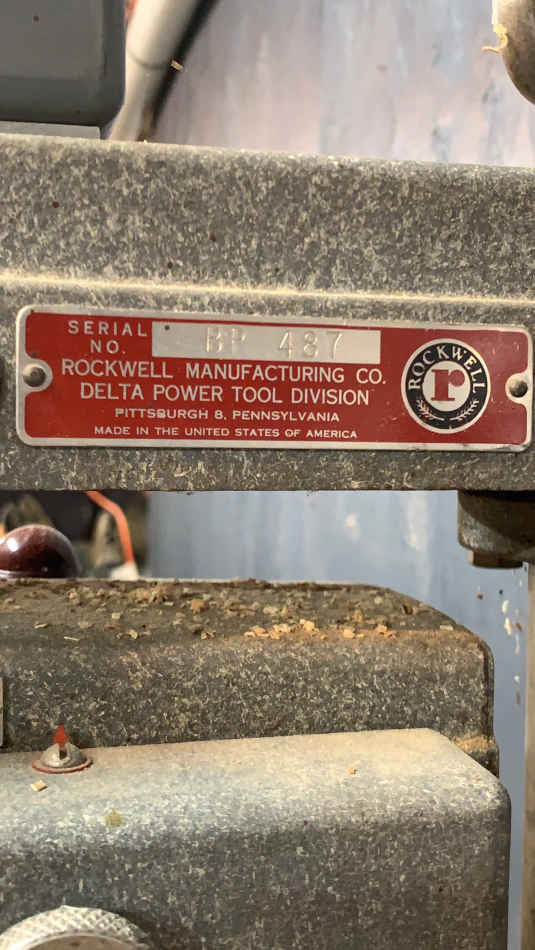 SERIAL
NO.
487
ROCKWELL MANUFACTURING CO.
DELTA POWER TOOL DIVISION
PITTSBURGH 8, PENNSYLVANIA
MADE IN THE UNITED STATES OF AMERICA
ROCKWELL
r